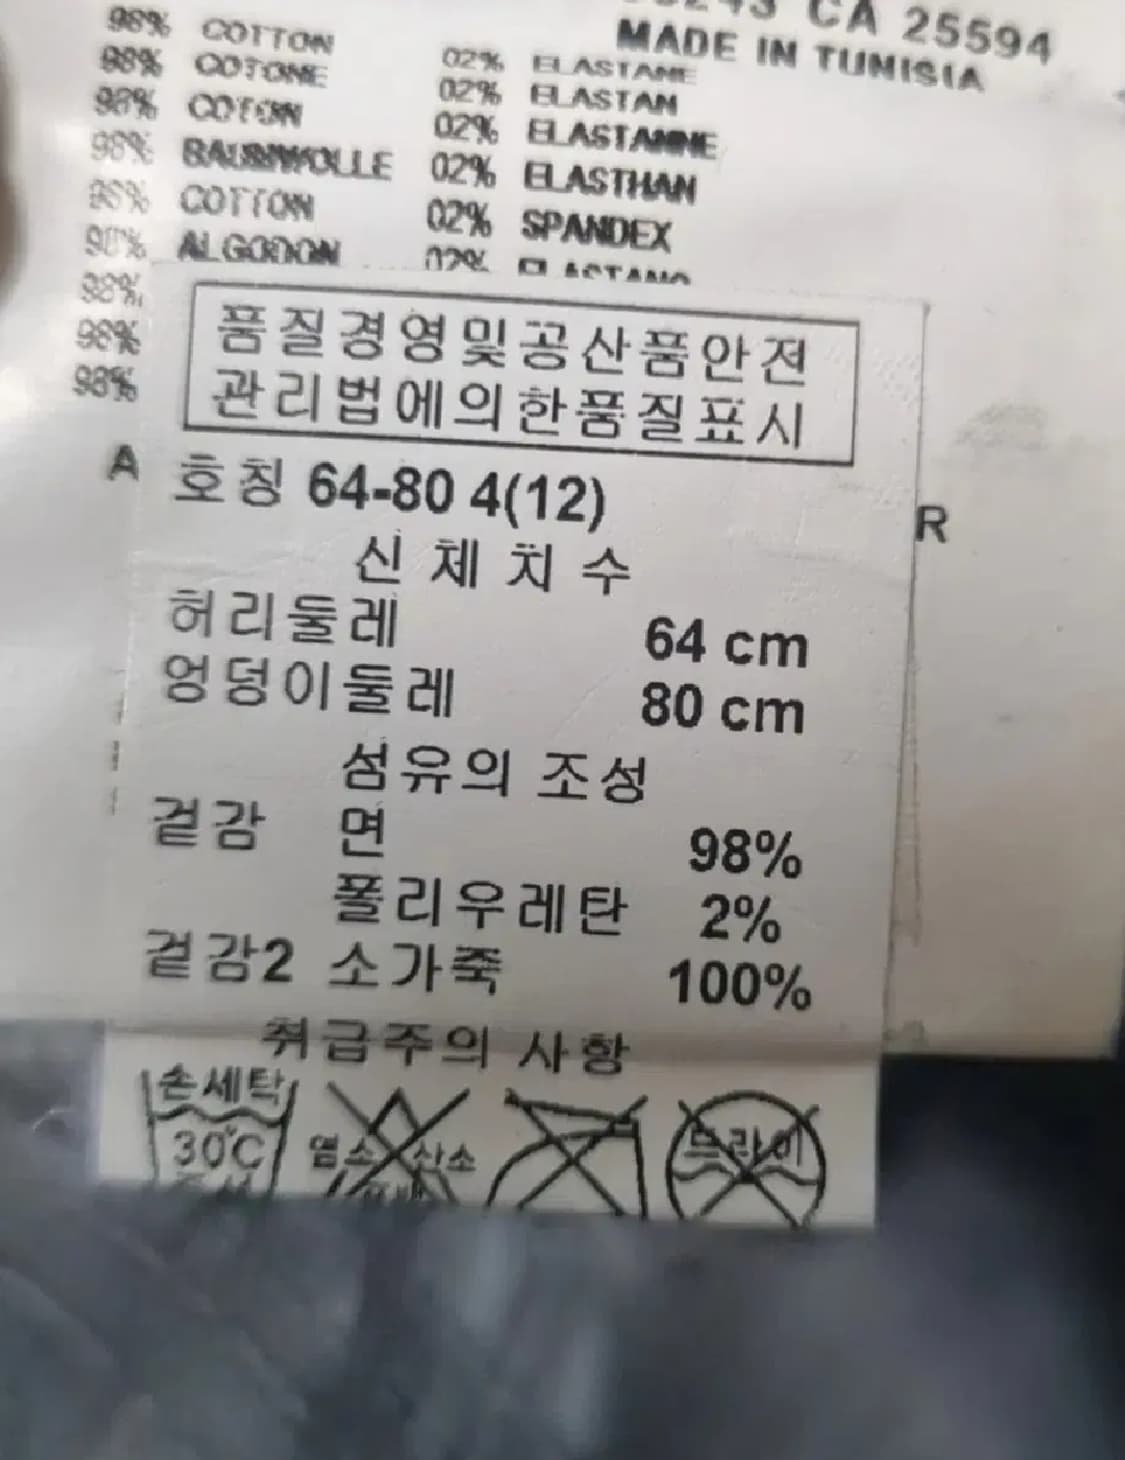 CA 25594
MADE IN TUNISIA
98% COTTON 02% ELASTANE
98% COTONE 02% ELASTAN
98% COTON 02% ELASTANNE
98% BAUMWOLLE 02% ELASTHAN
98% COTTON 02% SPANDEX
98% ALGODON 02% ELASTANO
98%
98%
98%
품질경영및공산품안전
관리법에의한품질표시
A
호칭 64-80 4(12)
R
신체치수
허리둘레 64 cm
엉덩이둘레 80 cm
섬유의 조성
겉감 면 98%
폴리우레탄 2%
겉감2 소가죽 100%
취급주의 사항
손세탁
30°C
염소 산소
드라이